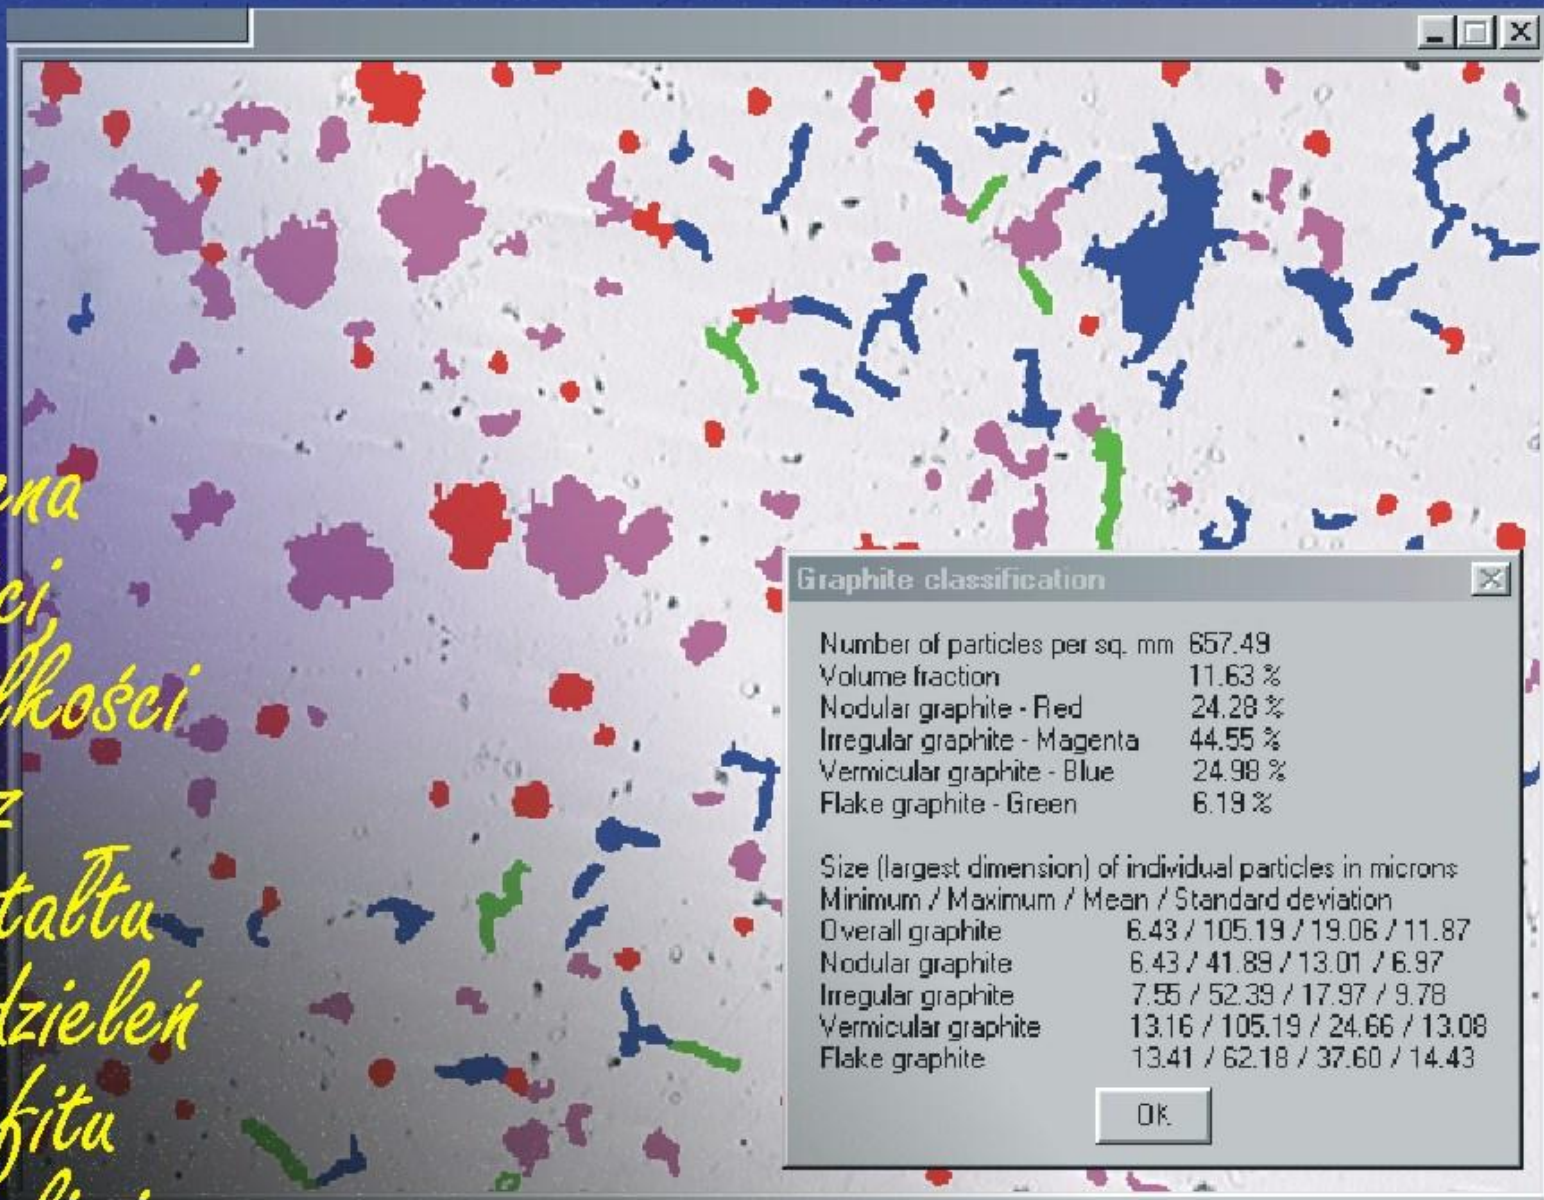 Graphite classification
Number of particles per sq. mm 657.49
Volume fraction 11.63 %
Nodular graphite - Red 24.28 %
Irregular graphite - Magenta 44.55 %
Vermicular graphite - Blue 24.98 %
Flake graphite - Green 6.19 %
Size (largest dimension) of individual particles in microns
Minimum / Maximum / Mean / Standard deviation
Overall graphite 6.43 / 105.19 / 19.06 / 11.87
Nodular graphite 6.43 / 41.89 / 13.01 / 6.97
Irregular graphite 7.55 / 52.39 / 17.97 / 9.78
Vermicular graphite 13.16 / 105.19 / 24.66 / 13.08
Flake graphite 13.41 / 62.18 / 37.60 / 14.43
OK